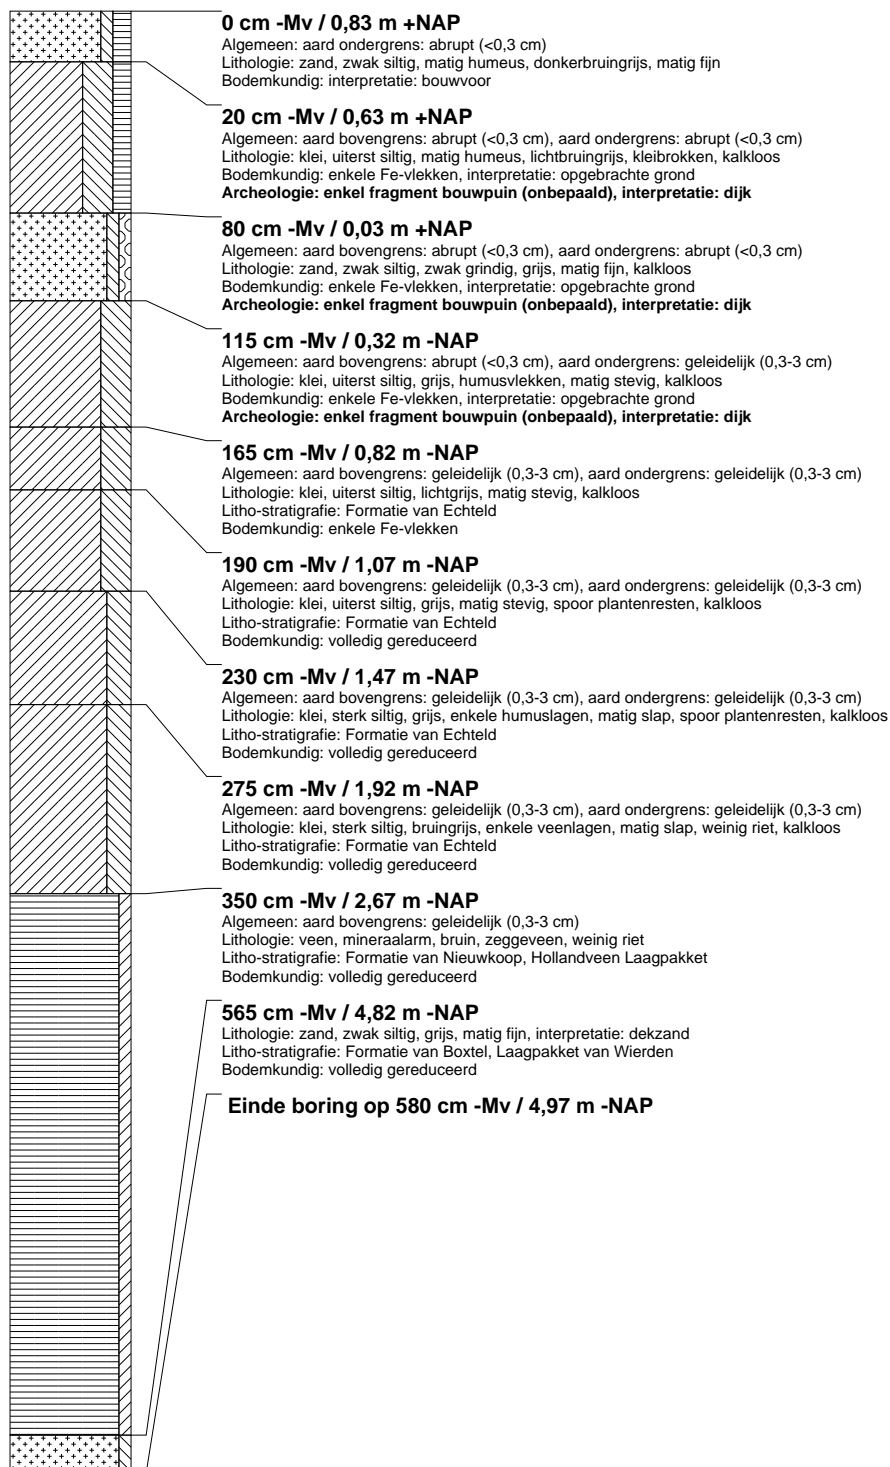 0 cm -Mv / 0,83 m +NAP
Algemeen: aard ondergrens: abrupt (<0,3 cm)
Lithologie: zand, zwak siltig, matig humeus, donkerbruingrijs, matig fijn
Bodemkundig: interpretatie: bouwvoor
20 cm -Mv / 0,63 m +NAP
Algemeen: aard bovengrens: abrupt (<0,3 cm), aard ondergrens: abrupt (<0,3 cm)
Lithologie: klei, uiterst siltig, matig humeus, lichtbruingrijs, kleibrokken, kalkloos
Bodemkundig: enkele Fe-vlekken, interpretatie: opgebrachte grond
Archeologie: enkel fragment bouwpuin (onbepaald), interpretatie: dijk
80 cm -Mv / 0,03 m +NAP
Algemeen: aard bovengrens: abrupt (<0,3 cm), aard ondergrens: abrupt (<0,3 cm)
Lithologie: zand, zwak siltig, zwak grindig, grijs, matig fijn, kalkloos
Bodemkundig: enkele Fe-vlekken, interpretatie: opgebrachte grond
Archeologie: enkel fragment bouwpuin (onbepaald), interpretatie: dijk
115 cm -Mv / 0,32 m -NAP
Algemeen: aard bovengrens: abrupt (<0,3 cm), aard ondergrens: geleidelijk (0,3-3 cm)
Lithologie: klei, uiterst siltig, grijs, humusvlekken, matig stevig, kalkloos
Bodemkundig: enkele Fe-vlekken, interpretatie: opgebrachte grond
Archeologie: enkel fragment bouwpuin (onbepaald), interpretatie: dijk
165 cm -Mv / 0,82 m -NAP
Algemeen: aard bovengrens: geleidelijk (0,3-3 cm), aard ondergrens: geleidelijk (0,3-3 cm)
Lithologie: klei, uiterst siltig, lichtgrijs, matig stevig, kalkloos
Litho-stratigrafie: Formatie van Echteld
Bodemkundig: enkele Fe-vlekken
190 cm -Mv / 1,07 m -NAP
Algemeen: aard bovengrens: geleidelijk (0,3-3 cm), aard ondergrens: geleidelijk (0,3-3 cm)
Lithologie: klei, uiterst siltig, grijs, matig stevig, spoor plantenresten, kalkloos
Litho-stratigrafie: Formatie van Echteld
Bodemkundig: volledig gereduceerd
230 cm -Mv / 1,47 m -NAP
Algemeen: aard bovengrens: geleidelijk (0,3-3 cm), aard ondergrens: geleidelijk (0,3-3 cm)
Lithologie: klei, sterk siltig, grijs, enkele humuslagen, matig slap, spoor plantenresten, kalkloos
Litho-stratigrafie: Formatie van Echteld
Bodemkundig: volledig gereduceerd
275 cm -Mv / 1,92 m -NAP
Algemeen: aard bovengrens: geleidelijk (0,3-3 cm), aard ondergrens: geleidelijk (0,3-3 cm)
Lithologie: klei, sterk siltig, bruingrijs, enkele veenlagen, matig slap, weinig riet, kalkloos
Litho-stratigrafie: Formatie van Echteld
Bodemkundig: volledig gereduceerd
350 cm -Mv / 2,67 m -NAP
Algemeen: aard bovengrens: geleidelijk (0,3-3 cm)
Lithologie: veen, mineraalarm, bruin, zeggeveen, weinig riet
Litho-stratigrafie: Formatie van Nieuwkoop, Hollandveen Laagpakket
Bodemkundig: volledig gereduceerd
565 cm -Mv / 4,82 m -NAP
Lithologie: zand, zwak siltig, grijs, matig fijn, interpretatie: dekzand
Litho-stratigrafie: Formatie van Boxtel, Laagpakket van Wierden
Bodemkundig: volledig gereduceerd
Einde boring op 580 cm -Mv / 4,97 m -NAP